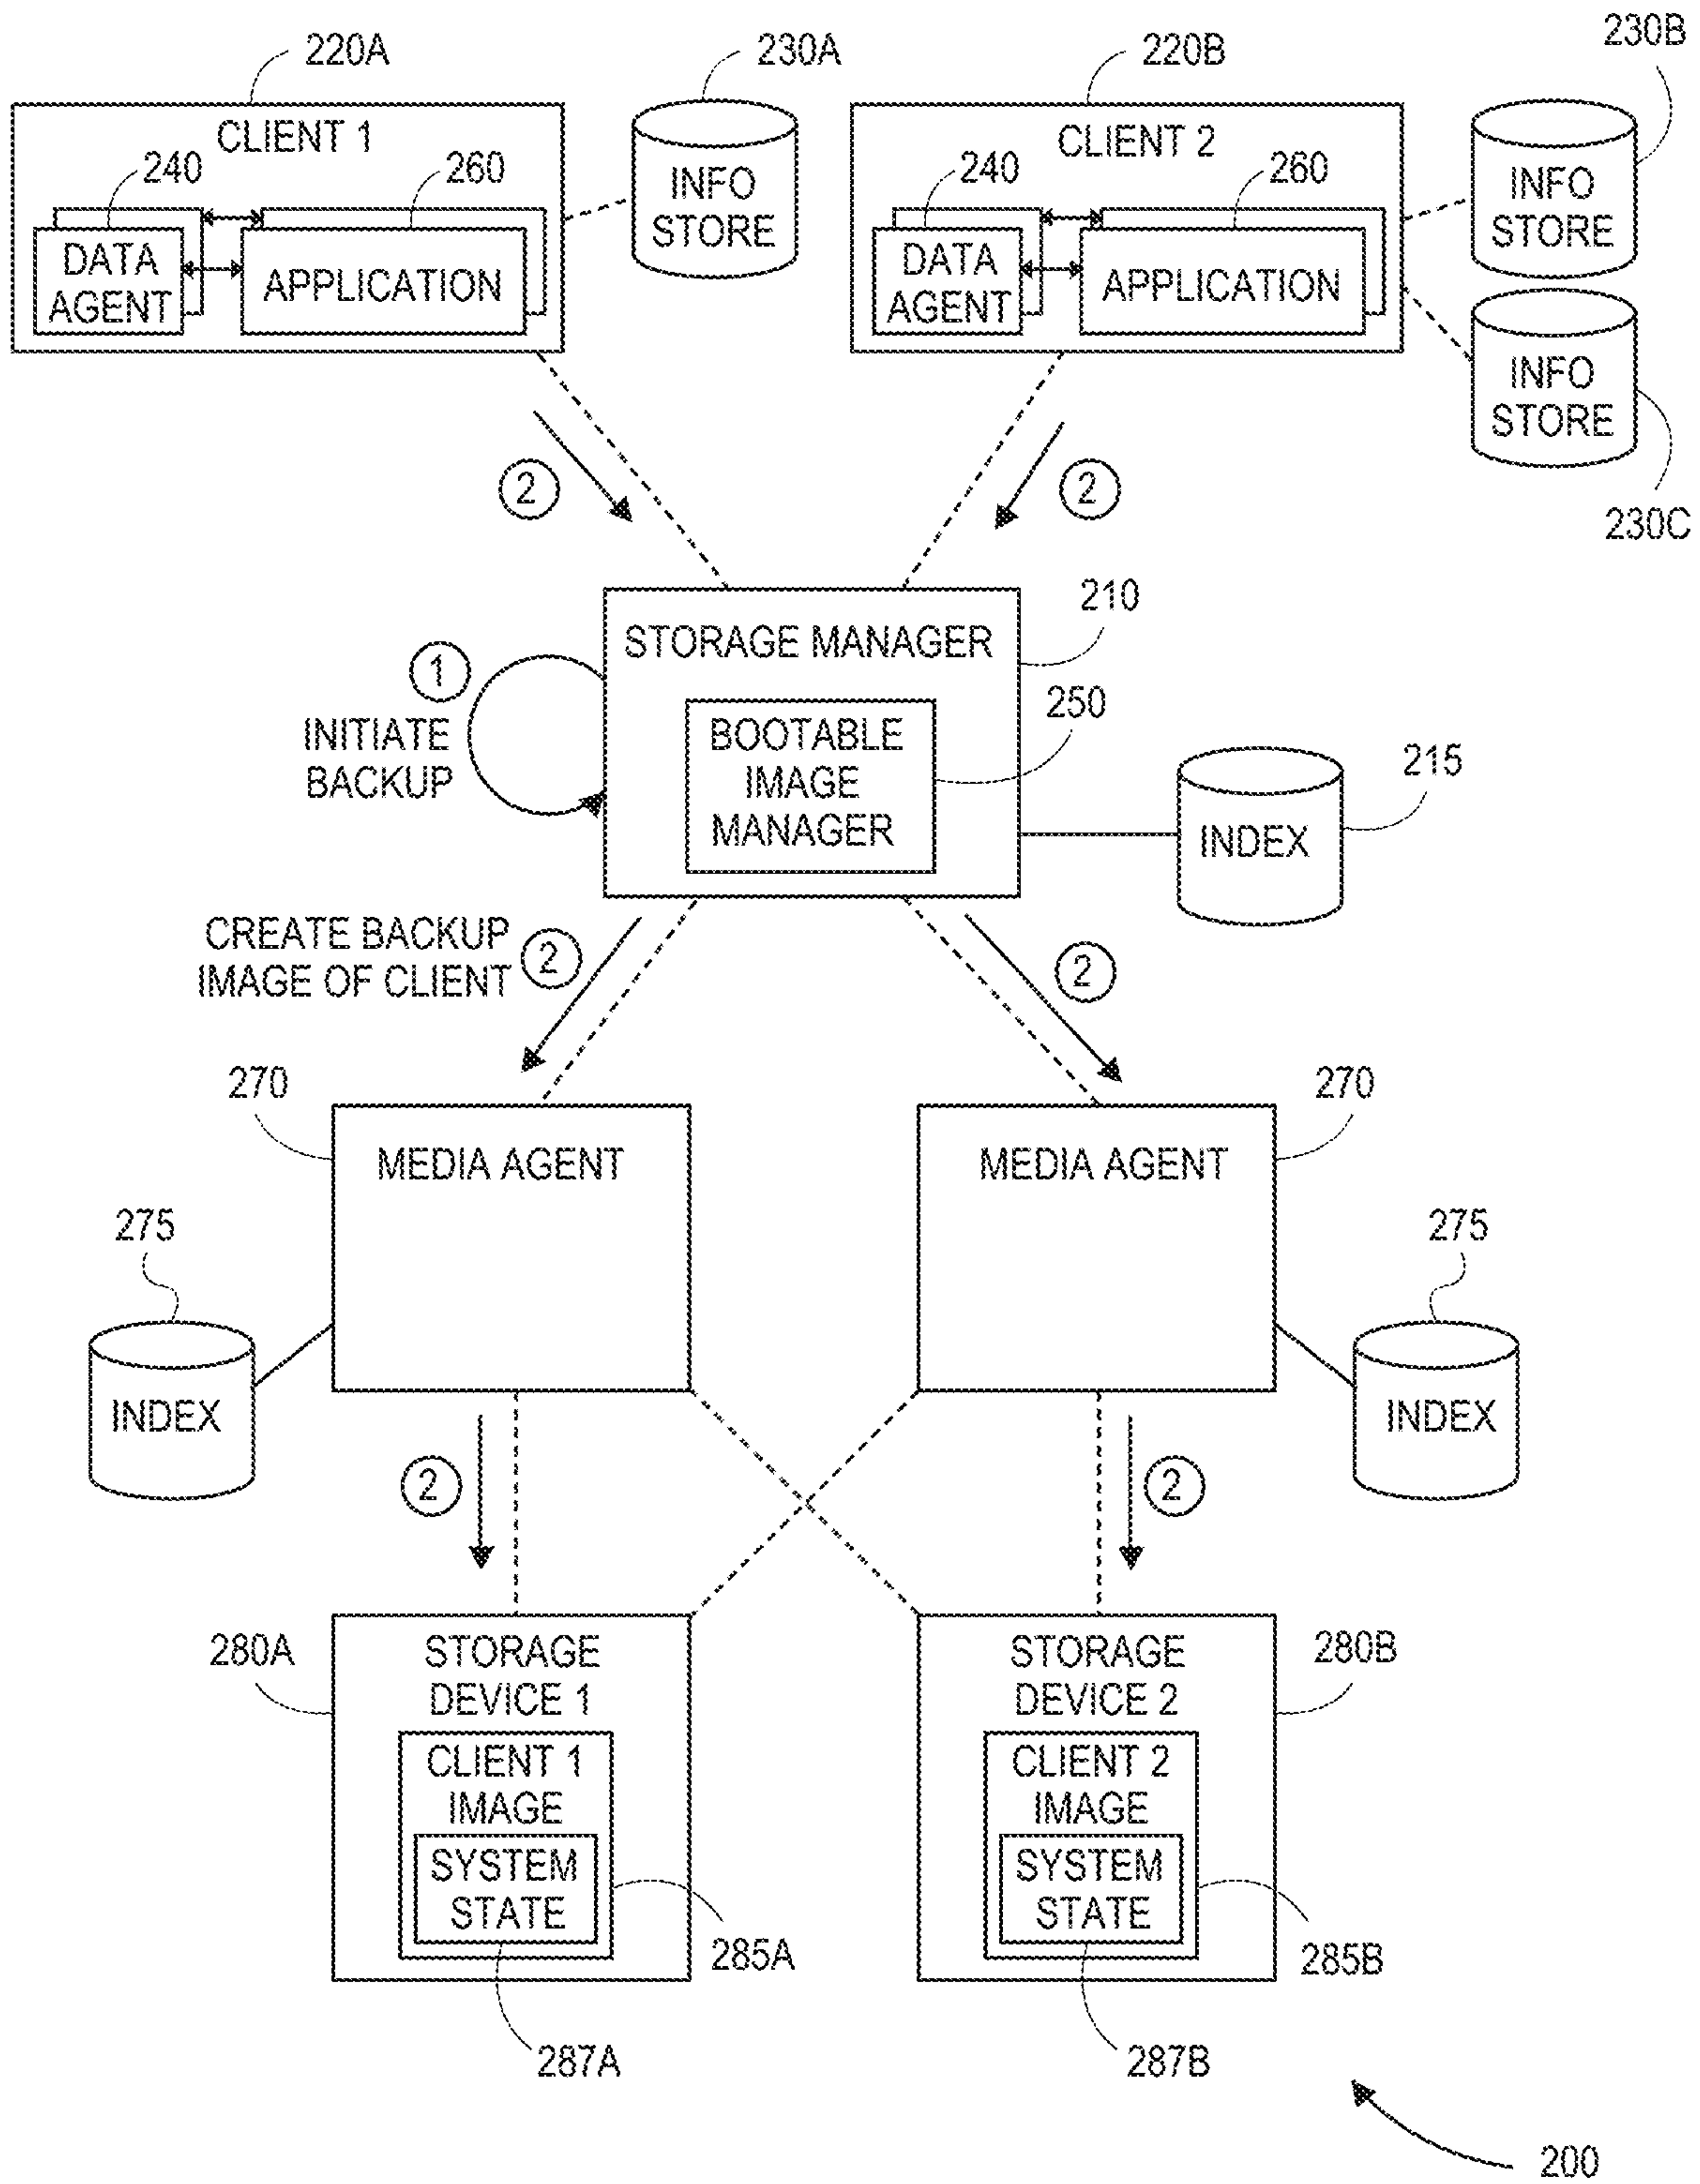 220A
230A
220B
230B
CLIENT 1
240
260
DATA
AGENT
APPLICATION
INFO
STORE
CLIENT 2
240
260
DATA
AGENT
APPLICATION
INFO
STORE
INFO
STORE
230C
2
2
210
STORAGE MANAGER
1
INITIATE
BACKUP
250
BOOTABLE
IMAGE
MANAGER
215
INDEX
CREATE BACKUP
IMAGE OF CLIENT
2
2
270
270
MEDIA AGENT
MEDIA AGENT
275
275
INDEX
INDEX
2
2
280A
STORAGE
DEVICE 1
CLIENT 1
IMAGE
SYSTEM
STATE
285A
287A
280B
STORAGE
DEVICE 2
CLIENT 2
IMAGE
SYSTEM
STATE
285B
287B
200